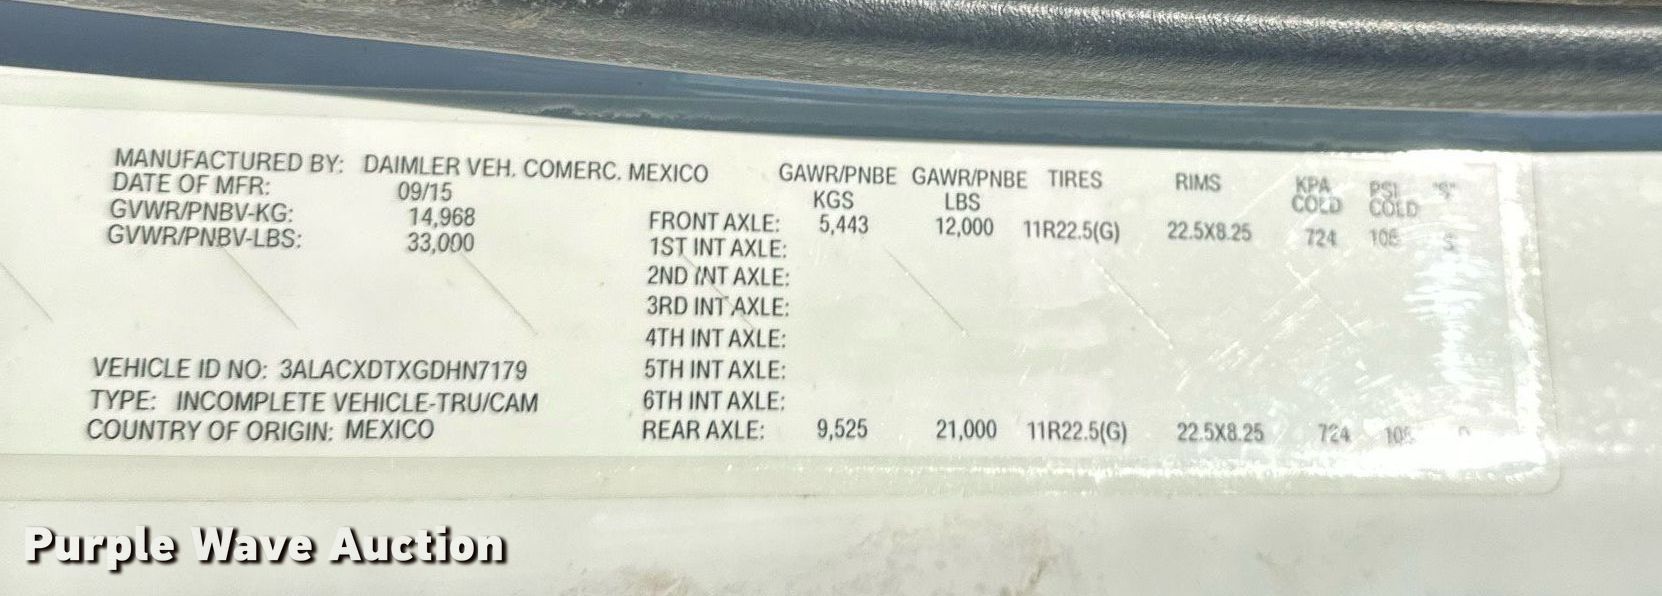 MANUFACTURED BY: DAIMLER VEH. COMERC. MEXICO GAWR/PNBE GAWR/PNBE TIRES RIMS KPA PSI "S"
DATE OF MFR: 09/15 KGS LBS COLD COLD
GVWR/PNBV-KG: 14,968 FRONT AXLE: 5,443 12,000 11R22.5(G) 22.5X8.25 724
GVWR/PNBV-LBS: 33,000 1ST INT AXLE:
2ND INT AXLE:
3RD INT AXLE:
4TH INT AXLE:
VEHICLE ID NO: 3ALACXDTXGDHN7179 5TH INT AXLE:
TYPE: INCOMPLETE VEHICLE-TRU/CAM 6TH INT AXLE:
COUNTRY OF ORIGIN: MEXICO REAR AXLE: 9,525 21,000 11R22.5(G) 22.5X8.25 724
Purple Wave Auction